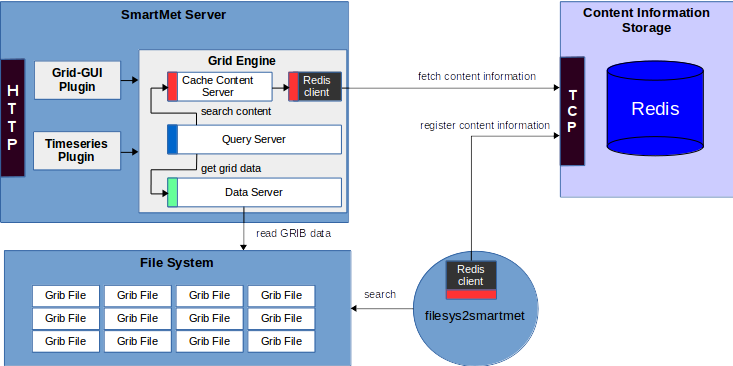 SmartMet Server
Content Information
Storage
HTTP
Grid-GUI
Plugin
Timeseries
Plugin
Grid Engine
Cache Content
Server
Redis
client
search content
Query Server
get grid data
Data Server
fetch content information
register content information
TCP
Redis
read GRIB data
File System
Grib File Grib File Grib File Grib File
Grib File Grib File Grib File Grib File
Grib File Grib File Grib File Grib File
search
Redis
client
filesys2smartmet